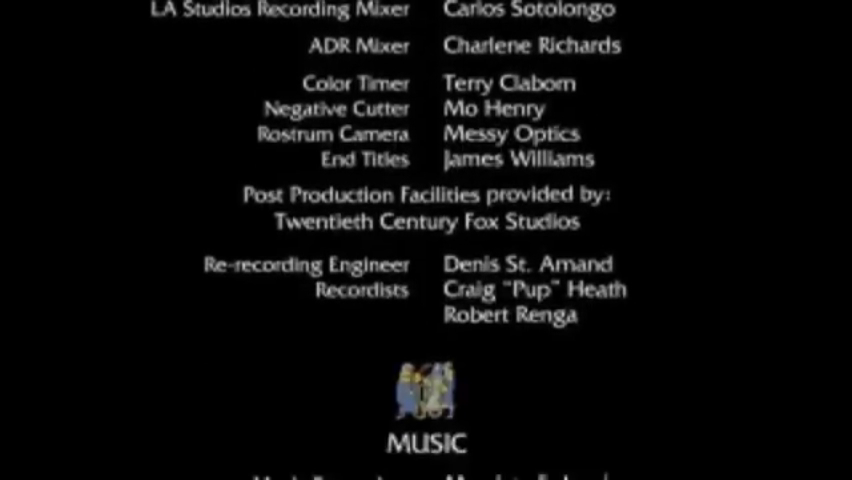 LA Studios Recording Mixer Carlos Sotolongo
ADR Mixer Charlene Richards
Color Timer Terry Claborn
Negative Cutter Mo Henry
Rostrum Camera Messy Optics
End Titles James Williams
Post Production Facilities provided by:
Twentieth Century Fox Studios
Re-recording Engineer Denis St. Amand
Recordists Craig "Pup" Heath
Robert Renga
MUSIC